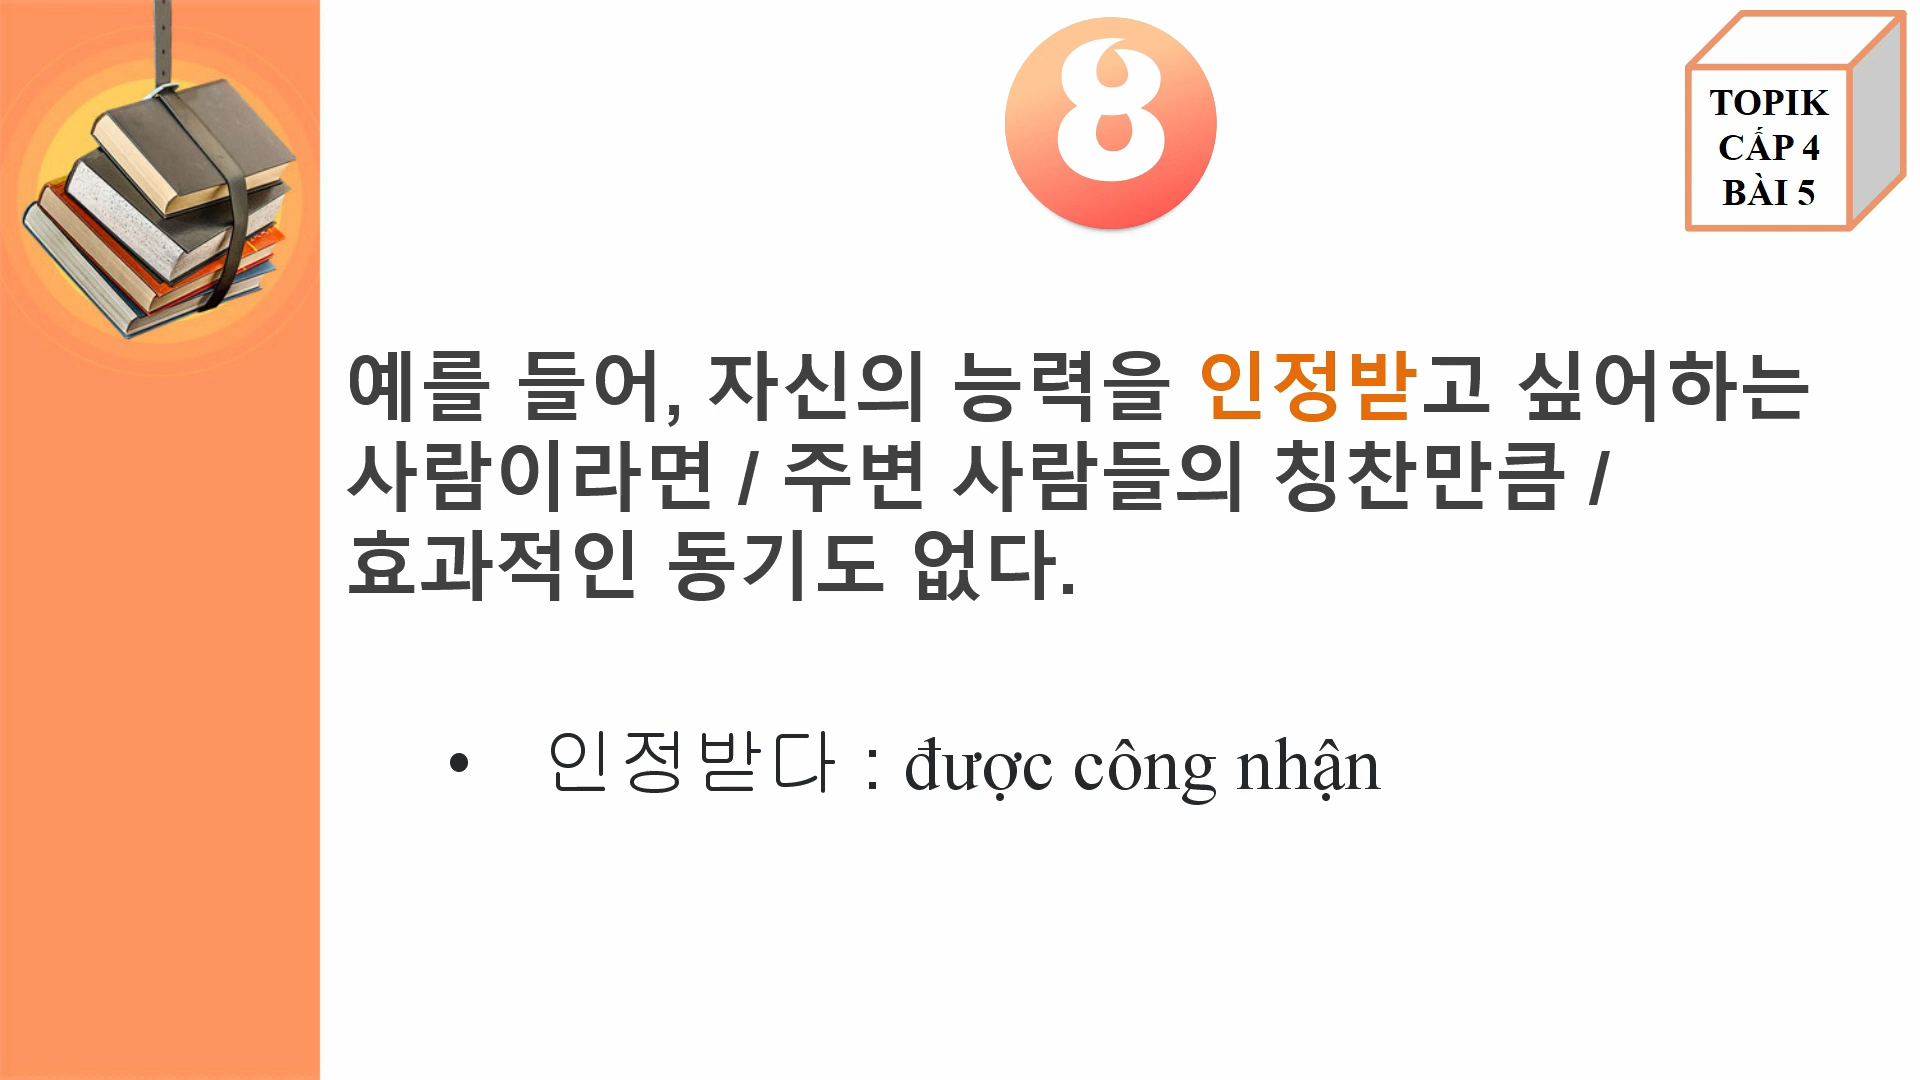 8
TOPIK
CẤP 4
BÀI 5
예를 들어, 자신의 능력을 인정받고 싶어하는
사람이라면 / 주변 사람들의 칭찬만큼 /
효과적인 동기도 없다.
• 인정받다 : được công nhận